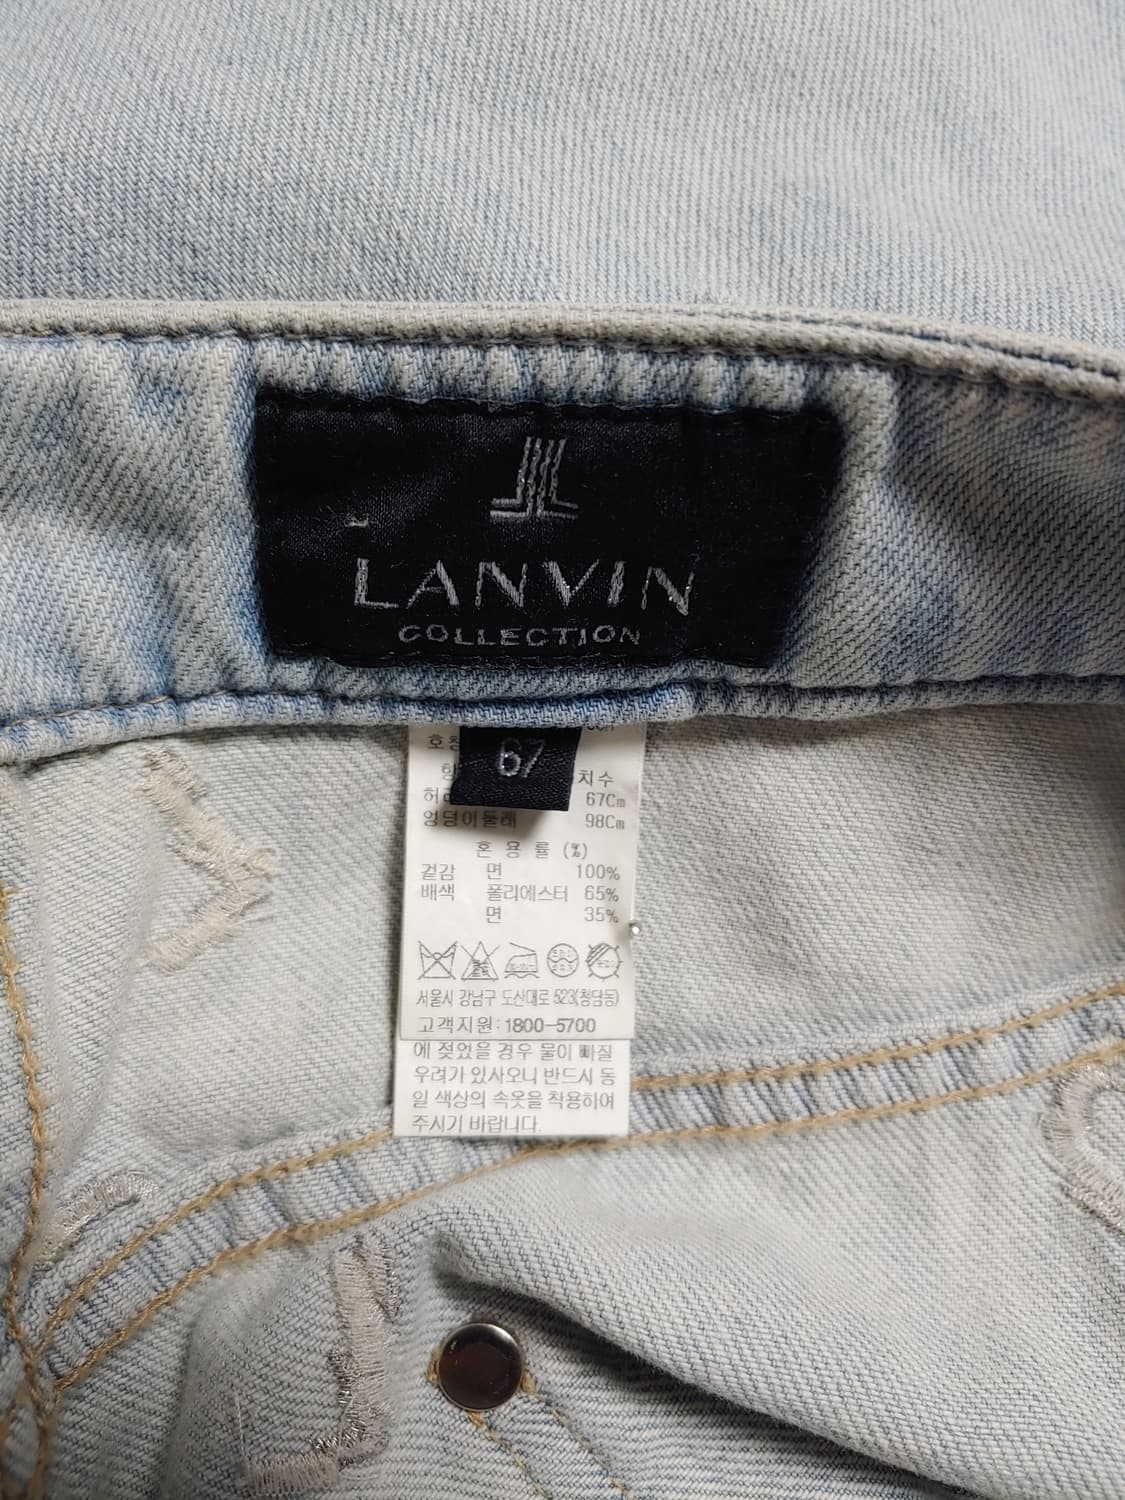 LANVIN
COLLECTION
67
치수
67Cm
엉덩이둘레 98Cm
혼 용 률 (%)
겉감 면 100%
배색 폴리에스터 65%
면 35%
서울시 강남구 도산대로 523(청담동)
고객지원:1800-5700
에 젖었을 경우 물이 빠질
우려가 있사오니 반드시 동
일 색상의 속옷을 착용하여
주시기 바랍니다.